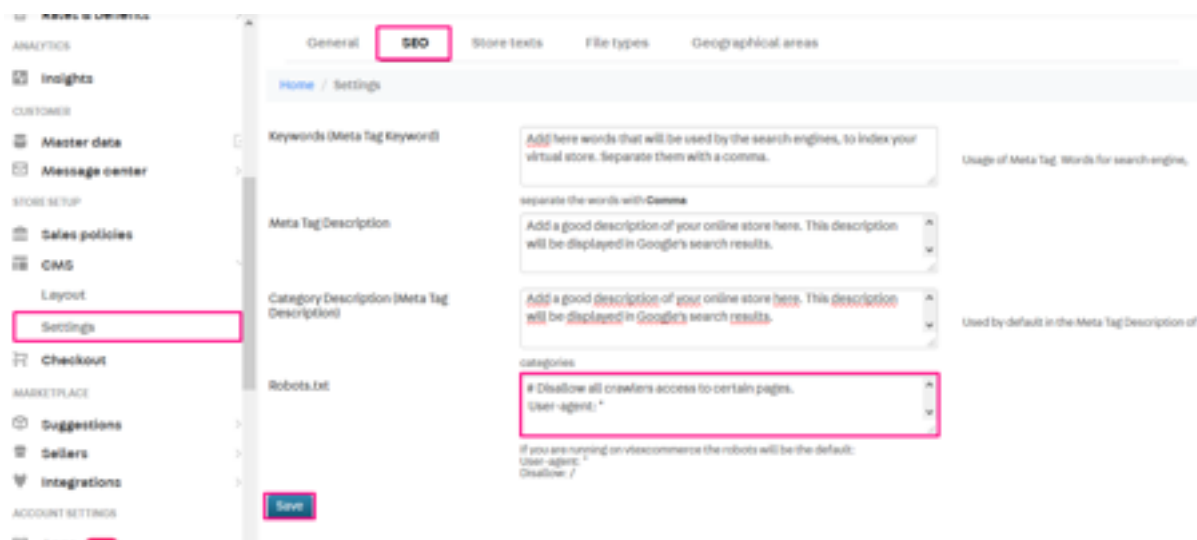 Rates & Benefits
ANALYTICS
Insights
CUSTOMER
Master data
Message center
STORE SETUP
Sales policies
CMS
Layout
Settings
Checkout
MARKETPLACE
Suggestions
Sellers
Integrations
ACCOUNT SETTINGS
General SEO Store texts File types Geographical areas
Home / Settings
Keywords (Meta Tag Keyword)
Add here words that will be used by the search engines, to index your
virtual store. Separate them with a comma.
Usage of Meta Tag. Words for search engine,
separate the words with Comma
Meta Tag Description
Add a good description of your online store here. This description
will be displayed in Google's search results.
Category Description (Meta Tag
Description)
Add a good description of your online store here. This description
will be displayed in Google's search results.
Used by default in the Meta Tag Description of
categories
Robots.txt
# Disallow all crawlers access to certain pages.
User-agent: *
If you are running on vtexcommerce the robots will be the default:
User-agent: *
Disallow: /
Save